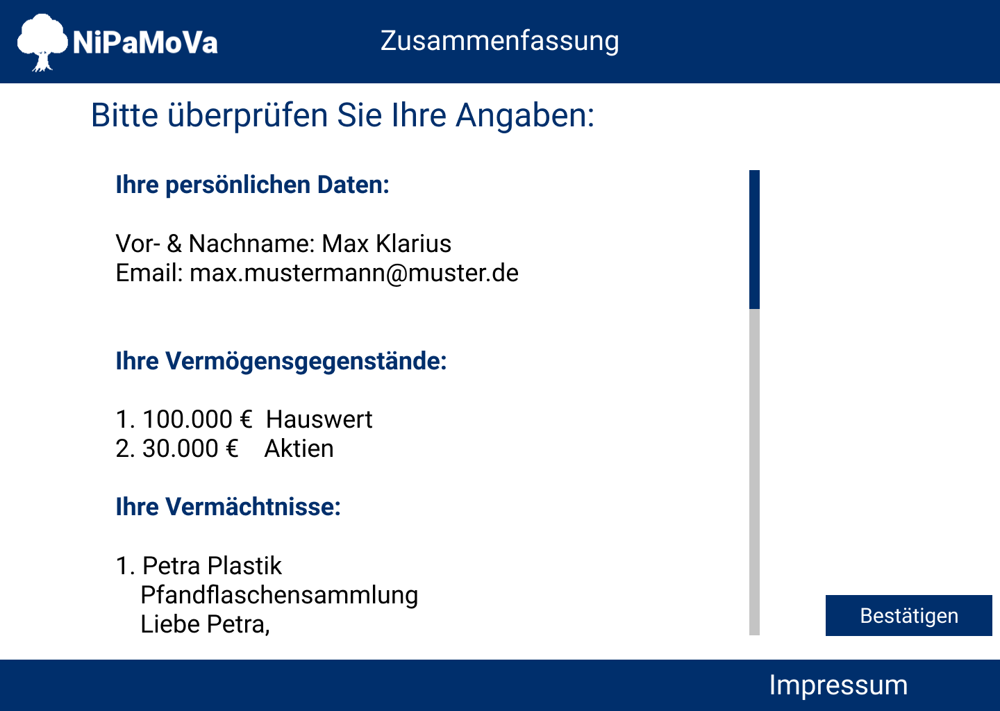 NiPaMoVa
Zusammenfassung
Bitte überprüfen Sie Ihre Angaben:
Ihre persönlichen Daten:
Vor- & Nachname: Max Klarius
Email: max.mustermann@muster.de
Ihre Vermögensgegenstände:
1. 100.000 € Hauswert
2. 30.000 € Aktien
Ihre Vermächtnisse:
1. Petra Plastik
Pfandflaschensammlung
Liebe Petra,
Bestätigen
Impressum